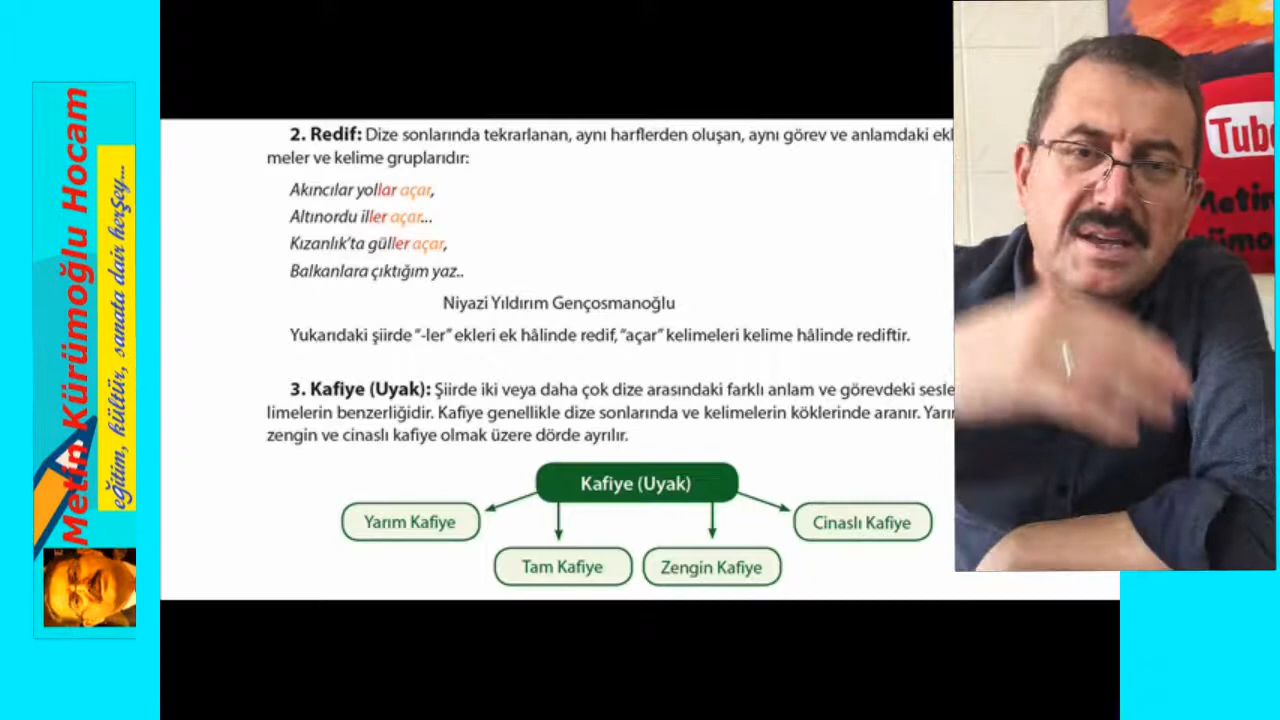 Metin Kürümoğlu Hocam
eğitim, kültür, sanata dair herşey...
2. Redif: Dize sonlarında tekrarlanan, aynı harflerden oluşan, aynı görev ve anlamdaki ekl
meler ve kelime gruplarıdır:
Akıncılar yollar açar,
Altınordu iller açar...
Kızanlık'ta güller açar,
Balkanlara çıktığım yaz..
Niyazi Yıldırım Gençosmanoğlu
Yukarıdaki şiirde "-ler" ekleri ek hâlinde redif, "açar" kelimeleri kelime hâlinde rediftir.
3. Kafiye (Uyak): Şiirde iki veya daha çok dize arasındaki farklı anlam ve görevdeki sesle
limelerin benzerliğidir. Kafiye genellikle dize sonlarında ve kelimelerin köklerinde aranır. Yarı
zengin ve cinaslı kafiye olmak üzere dörde ayrılır.
Kafiye (Uyak)
Yarım Kafiye
Cinaslı Kafiye
Tam Kafiye
Zengin Kafiye
Tube
Metin